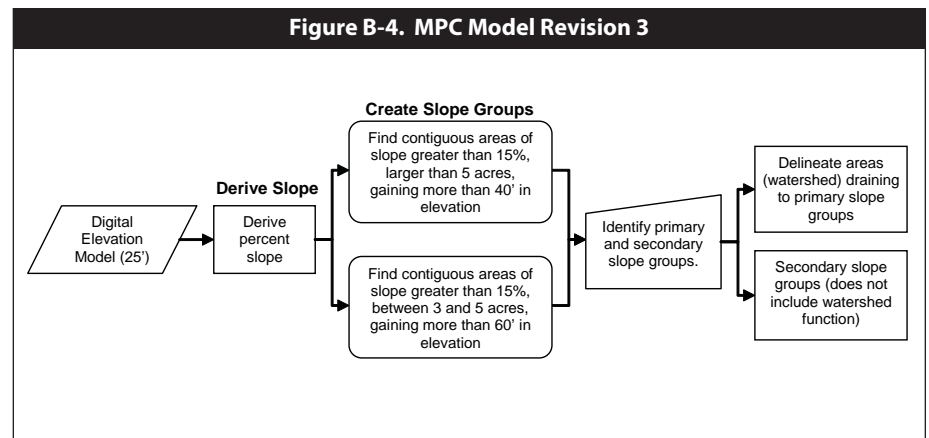 Figure B-4. MPC Model Revision 3
Create Slope Groups
Find contiguous areas of
slope greater than 15%,
larger than 5 acres,
gaining more than 40' in
elevation
Derive Slope
Digital
Elevation
Model (25')
Derive
percent
slope
Find contiguous areas of
slope greater than 15%,
between 3 and 5 acres,
gaining more than 60' in
elevation
Identify primary
and secondary
slope groups.
Delineate areas
(watershed) draining
to primary slope
groups
Secondary slope
groups (does not
include watershed
function)